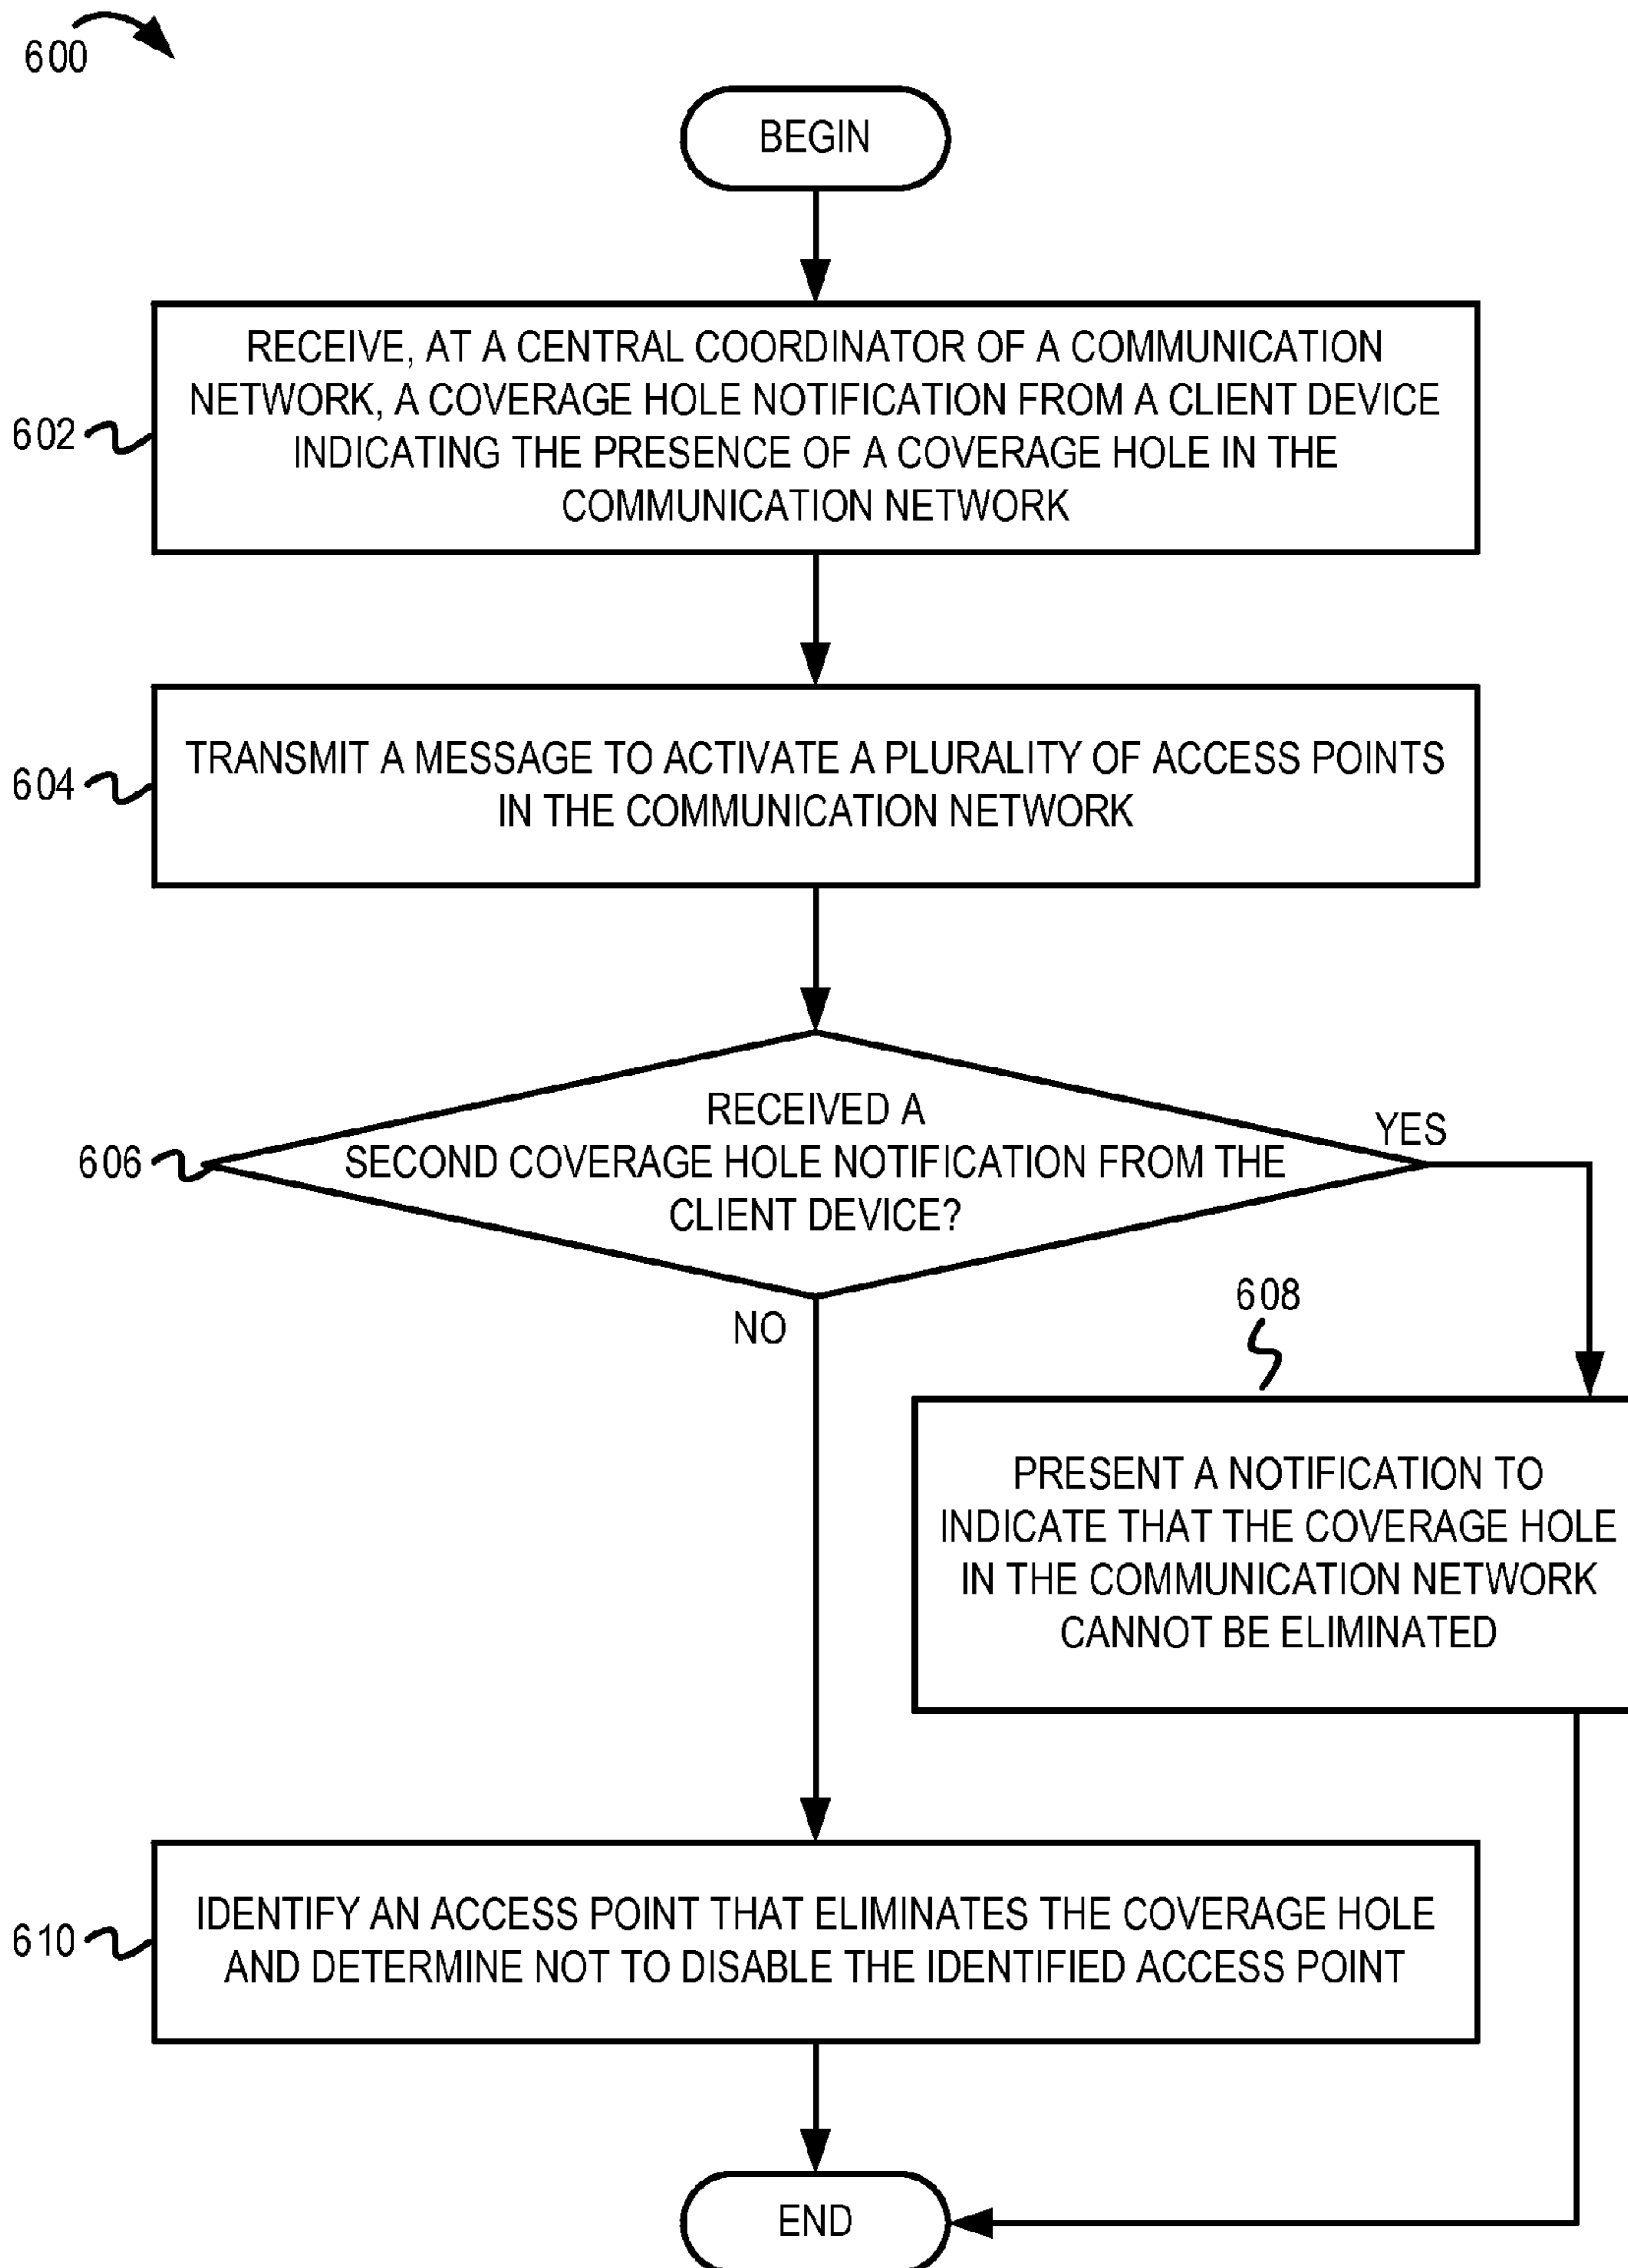 600
BEGIN
RECEIVE, AT A CENTRAL COORDINATOR OF A COMMUNICATION
NETWORK, A COVERAGE HOLE NOTIFICATION FROM A CLIENT DEVICE
INDICATING THE PRESENCE OF A COVERAGE HOLE IN THE
COMMUNICATION NETWORK
602
TRANSMIT A MESSAGE TO ACTIVATE A PLURALITY OF ACCESS POINTS
IN THE COMMUNICATION NETWORK
604
RECEIVED A
SECOND COVERAGE HOLE NOTIFICATION FROM THE
CLIENT DEVICE?
606
YES
NO
608
PRESENT A NOTIFICATION TO
INDICATE THAT THE COVERAGE HOLE
IN THE COMMUNICATION NETWORK
CANNOT BE ELIMINATED
IDENTIFY AN ACCESS POINT THAT ELIMINATES THE COVERAGE HOLE
AND DETERMINE NOT TO DISABLE THE IDENTIFIED ACCESS POINT
610
END